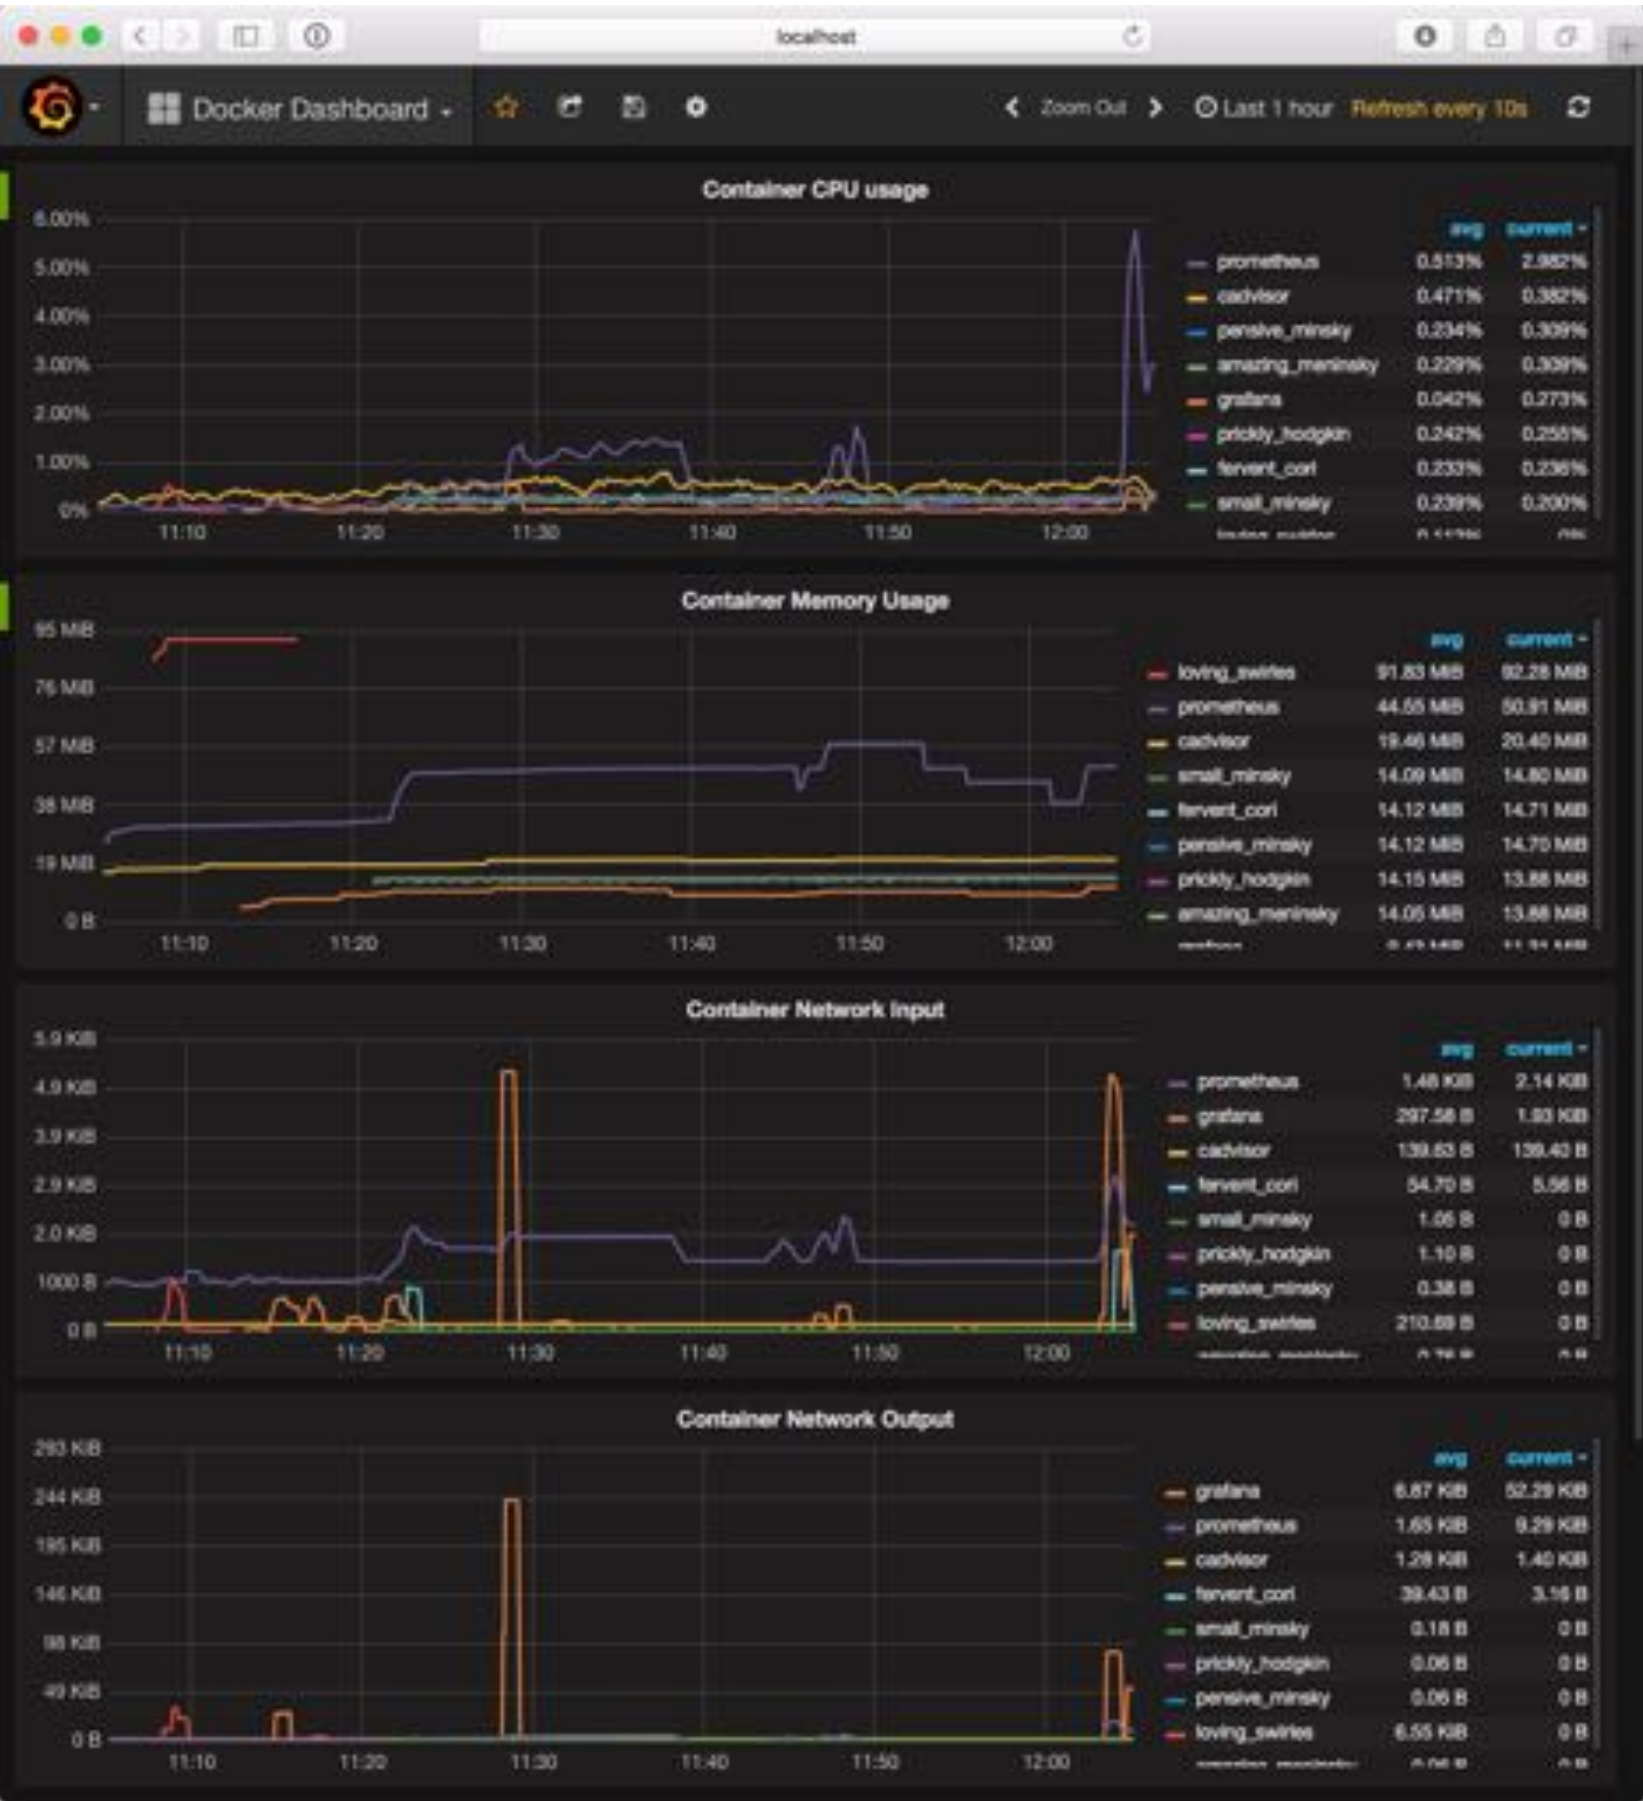 localhost
Docker Dashboard
Zoom Out
Last 1 hour Refresh every 10s
Container CPU usage
avg current
6.00%
5.00%
4.00%
3.00%
2.00%
1.00%
0%
11:10 11:20 11:30 11:40 11:50 12:00
prometheus 0.513% 2.982%
cadvisor 0.471% 0.382%
pensive_minsky 0.234% 0.309%
amazing_meninsky 0.229% 0.309%
grafana 0.042% 0.273%
prickly_hodgkin 0.242% 0.255%
fervent_cori 0.233% 0.236%
small_minsky 0.239% 0.200%
Container Memory Usage
avg current
95 MiB
76 MiB
57 MiB
38 MiB
19 MiB
0 B
11:10 11:20 11:30 11:40 11:50 12:00
loving_swirles 91.83 MiB 92.28 MiB
prometheus 44.55 MiB 50.91 MiB
cadvisor 19.46 MiB 20.40 MiB
small_minsky 14.09 MiB 14.80 MiB
fervent_cori 14.12 MiB 14.71 MiB
pensive_minsky 14.12 MiB 14.70 MiB
prickly_hodgkin 14.15 MiB 13.88 MiB
amazing_meninsky 14.05 MiB 13.86 MiB
Container Network Input
avg current
5.9 KiB
4.9 KiB
3.9 KiB
2.9 KiB
2.0 KiB
1000 B
0 B
11:10 11:20 11:30 11:40 11:50 12:00
prometheus 1.46 KiB 2.14 KiB
grafana 297.58 B 1.93 KiB
cadvisor 139.63 B 139.40 B
fervent_cori 54.70 B 5.56 B
small_minsky 1.05 B 0 B
prickly_hodgkin 1.10 B 0 B
pensive_minsky 0.38 B 0 B
loving_swirles 210.69 B 0 B
Container Network Output
avg current
293 KiB
244 KiB
195 KiB
146 KiB
98 KiB
49 KiB
0 B
11:10 11:20 11:30 11:40 11:50 12:00
grafana 6.87 KiB 52.29 KiB
prometheus 1.65 KiB 9.29 KiB
cadvisor 1.28 KiB 1.40 KiB
fervent_cori 39.43 B 3.16 B
small_minsky 0.18 B 0 B
prickly_hodgkin 0.06 B 0 B
pensive_minsky 0.06 B 0 B
loving_swirles 6.55 KiB 0 B